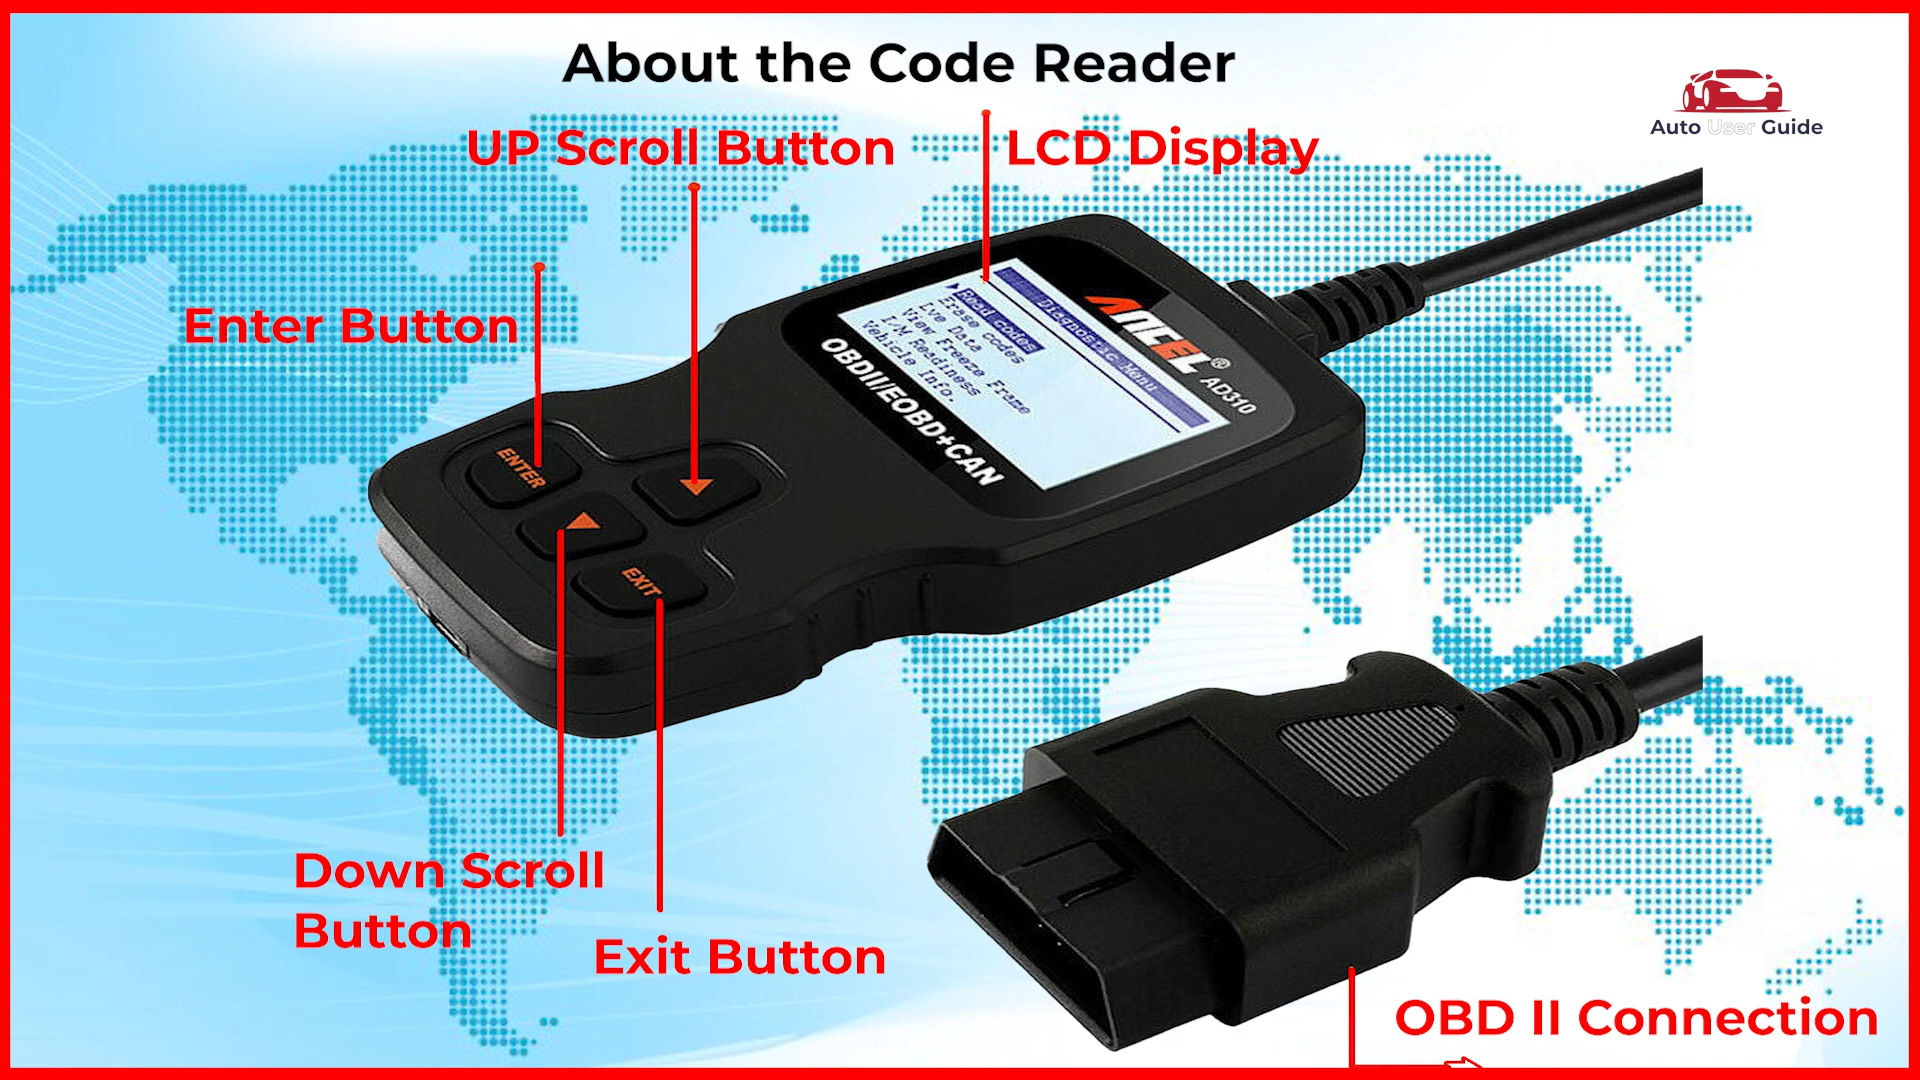 About the Code Reader
UP Scroll Button
LCD Display
Auto User Guide
Enter Button
ANCEL®
AD310
Diagnostic Menu
Read codes
Erase codes
Live Data
View Freeze Frame
I/M Readiness
Vehicle Info.
OBDII/EOBD+CAN
ENTER
EXIT
Down Scroll
Button
Exit Button
OBD II Connection